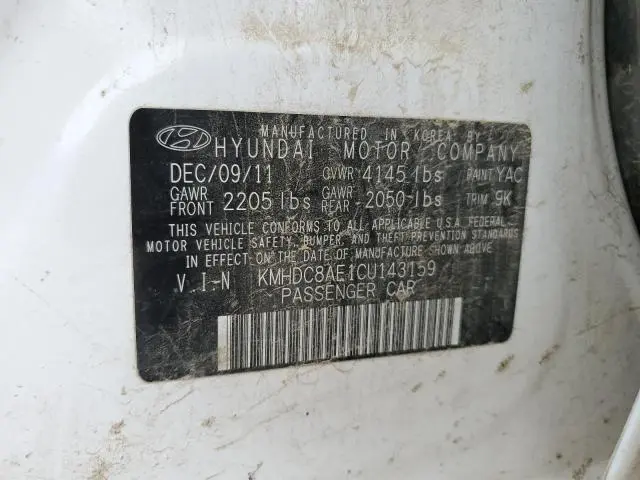 MANUFACTURED IN KOREA BY
HYUNDAI MOTOR COMPANY
DEC/09/11 GVWR 4145 lbs PAINT YAC
GAWR FRONT 2205 lbs GAWR REAR 2050 lbs TRIM 9K
THIS VEHICLE CONFORMS TO ALL APPLICABLE U.S.A. FEDERAL
MOTOR VEHICLE SAFETY, BUMPER, AND THEFT PREVENTION STANDARDS
IN EFFECT ON THE DATE OF MANUFACTURE SHOWN ABOVE.
V.I.N KMHDC8AE1CU143159
PASSENGER CAR